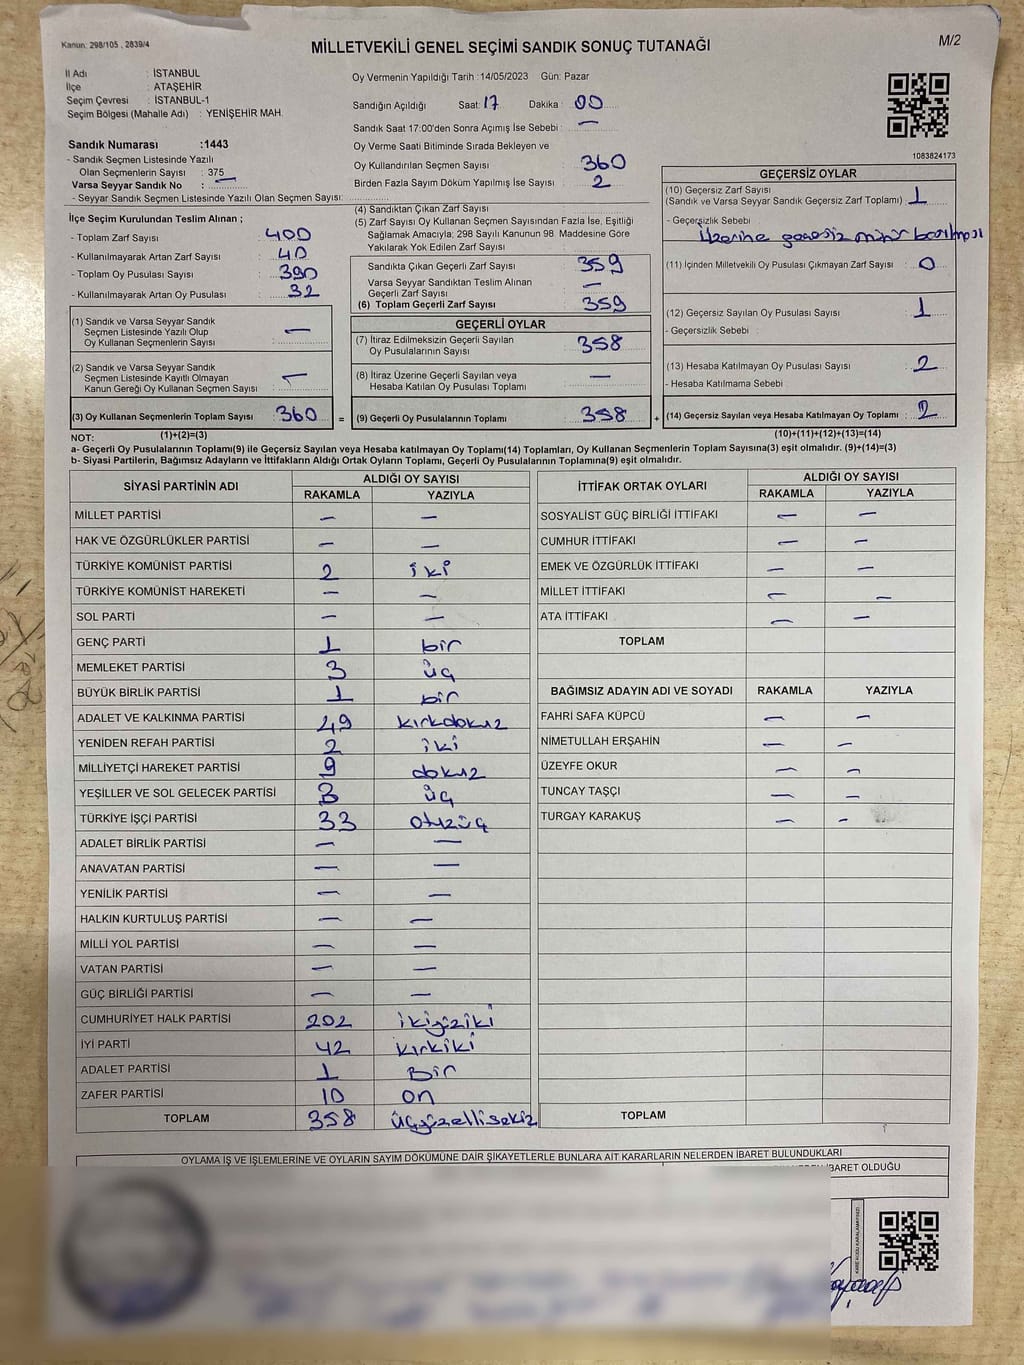 Kanun: 298/105 , 2839/4
MİLLETVEKİLİ GENEL SEÇİMİ SANDIK SONUÇ TUTANAĞI
M/2
İl Adı : İSTANBUL
İlçe : ATAŞEHİR
Seçim Çevresi : İSTANBUL-1
Seçim Bölgesi (Mahalle Adı) : YENİŞEHİR MAH.
Sandık Numarası :1443
- Sandık Seçmen Listesinde Yazılı
Olan Seçmenlerin Sayısı : 375
Varsa Seyyar Sandık No : —
- Seyyar Sandık Seçmen Listesinde Yazılı Olan Seçmen Sayısı:
Oy Vermenin Yapıldığı Tarih :14/05/2023 Gün: Pazar
Sandığın Açıldığı Saat: 17 Dakika : 00
Sandık Saat 17:00'den Sonra Açımış İse Sebebi : —
Oy Verme Saati Bitiminde Sırada Bekleyen ve
Oy Kullandırılan Seçmen Sayısı : 360
Birden Fazla Sayım Döküm Yapılmış İse Sayısı : 2
1083824173
İlçe Seçim Kurulundan Teslim Alınan ;
- Toplam Zarf Sayısı : 400
- Kullanılmayarak Artan Zarf Sayısı : 40
- Toplam Oy Pusulası Sayısı : 390
- Kullanılmayarak Artan Oy Pusulası : 32
(4) Sandıktan Çıkan Zarf Sayısı :
(5) Zarf Sayısı Oy Kullanan Seçmen Sayısından Fazla İse, Eşitliği
Sağlamak Amacıyla; 298 Sayılı Kanunun 98. Maddesine Göre
Yakılarak Yok Edilen Zarf Sayısı :
Sandıkta Çıkan Geçerli Zarf Sayısı : 359
Varsa Seyyar Sandıktan Teslim Alınan
Geçerli Zarf Sayısı : —
(6) Toplam Geçerli Zarf Sayısı : 359
GEÇERSİZ OYLAR
(10) Geçersiz Zarf Sayısı
(Sandık ve Varsa Seyyar Sandık Geçersiz Zarf Toplamı) : 1
- Geçersizlik Sebebi :
Üzerine geçersiz mühür basılması
(11) İçinden Milletvekili Oy Pusulası Çıkmayan Zarf Sayısı : 0
(12) Geçersiz Sayılan Oy Pusulası Sayısı : 1
- Geçersizlik Sebebi :
(13) Hesaba Katılmayan Oy Sayısı : 2
- Hesaba Katılmama Sebebi :
(14) Geçersiz Sayılan veya Hesaba Katılmayan Oy Toplamı : 2
(10)+(11)+(12)+(13)=(14)
(1) Sandık ve Varsa Seyyar Sandık
Seçmen Listesinde Yazılı Olup
Oy Kullanan Seçmenlerin Sayısı : —
(2) Sandık ve Varsa Seyyar Sandık
Seçmen Listesinde Kayıtlı Olmayan
Kanun Gereği Oy Kullanan Seçmen Sayısı : —
(3) Oy Kullanan Seçmenlerin Toplam Sayısı : 360 =
(1)+(2)=(3)
GEÇERLİ OYLAR
(7) İtiraz Edilmeksizin Geçerli Sayılan
Oy Pusulalarının Sayısı : 358
(8) İtiraz Üzerine Geçerli Sayılan veya
Hesaba Katılan Oy Pusulası Toplamı : —
(9) Geçerli Oy Pusulalarının Toplamı : 358 +
NOT:
a- Geçerli Oy Pusulalarının Toplamı(9) ile Geçersiz Sayılan veya Hesaba katılmayan Oy Toplamı(14) Toplamları, Oy Kullanan Seçmenlerin Toplam Sayısına(3) eşit olmalıdır. (9)+(14)=(3)
b- Siyasi Partilerin, Bağımsız Adayların ve İttifakların Aldığı Ortak Oyların Toplamı, Geçerli Oy Pusulalarının Toplamına(9) eşit olmalıdır.
SİYASİ PARTİNİN ADI ALDIĞI OY SAYISI
RAKAMLA YAZIYLA
MİLLET PARTİSİ — —
HAK VE ÖZGÜRLÜKLER PARTİSİ — —
TÜRKİYE KOMÜNİST PARTİSİ 2 iki
TÜRKİYE KOMÜNİST HAREKETİ — —
SOL PARTİ — —
GENÇ PARTİ 1 bir
MEMLEKET PARTİSİ 3 üç
BÜYÜK BİRLİK PARTİSİ 1 bir
ADALET VE KALKINMA PARTİSİ 49 kırkdokuz
YENİDEN REFAH PARTİSİ 2 iki
MİLLİYETÇİ HAREKET PARTİSİ 9 dokuz
YEŞİLLER VE SOL GELECEK PARTİSİ 3 üç
TÜRKİYE İŞÇİ PARTİSİ 33 otuzüç
ADALET BİRLİK PARTİSİ — —
ANAVATAN PARTİSİ — —
YENİLİK PARTİSİ — —
HALKIN KURTULUŞ PARTİSİ — —
MİLLİ YOL PARTİSİ — —
VATAN PARTİSİ — —
GÜÇ BİRLİĞİ PARTİSİ — —
CUMHURİYET HALK PARTİSİ 202 ikiyüziki
İYİ PARTİ 42 kırkiki
ADALET PARTİSİ 1 Bir
ZAFER PARTİSİ 10 on
TOPLAM 358 üçyüzellisekiz
İTTİFAK ORTAK OYLARI ALDIĞI OY SAYISI
RAKAMLA YAZIYLA
SOSYALİST GÜÇ BİRLİĞİ İTTİFAKI — —
CUMHUR İTTİFAKI — —
EMEK VE ÖZGÜRLÜK İTTİFAKI — —
MİLLET İTTİFAKI — —
ATA İTTİFAKI — —
TOPLAM
BAĞIMSIZ ADAYIN ADI VE SOYADI RAKAMLA YAZIYLA
FAHRİ SAFA KÜPCÜ — —
NİMETULLAH ERŞAHİN — —
ÜZEYFE OKUR — —
TUNCAY TAŞÇI — —
TURGAY KARAKUŞ — —
TOPLAM
OYLAMA İŞ VE İŞLEMLERİNE VE OYLARIN SAYIM DÖKÜMÜNE DAİR ŞİKAYETLERLE BUNLARA AİT KARARLARIN NELERDEN İBARET BULUNDUKLARI
İBARET OLDUĞU
KARE KODU KARALAMAYINIZ!